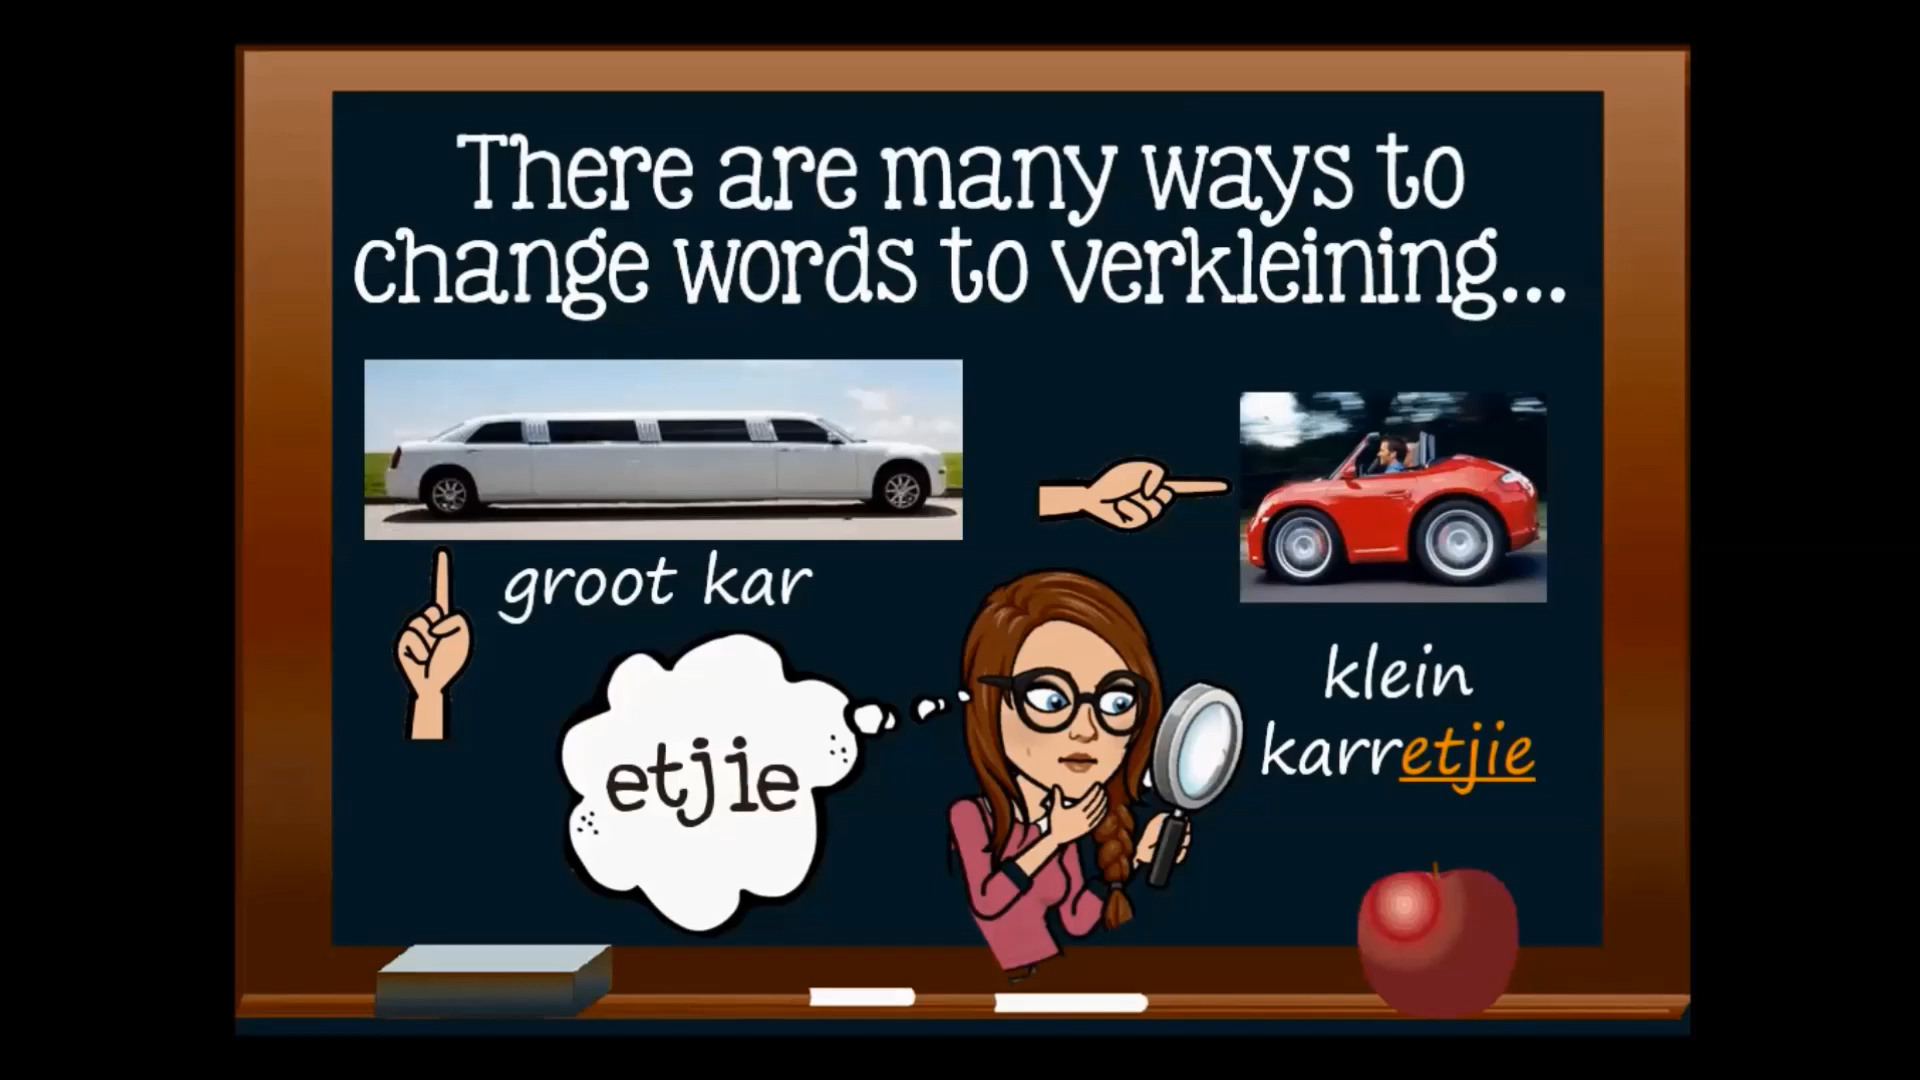 There are many ways to
change words to verkleining...
groot kar
etjie
klein
karretjie